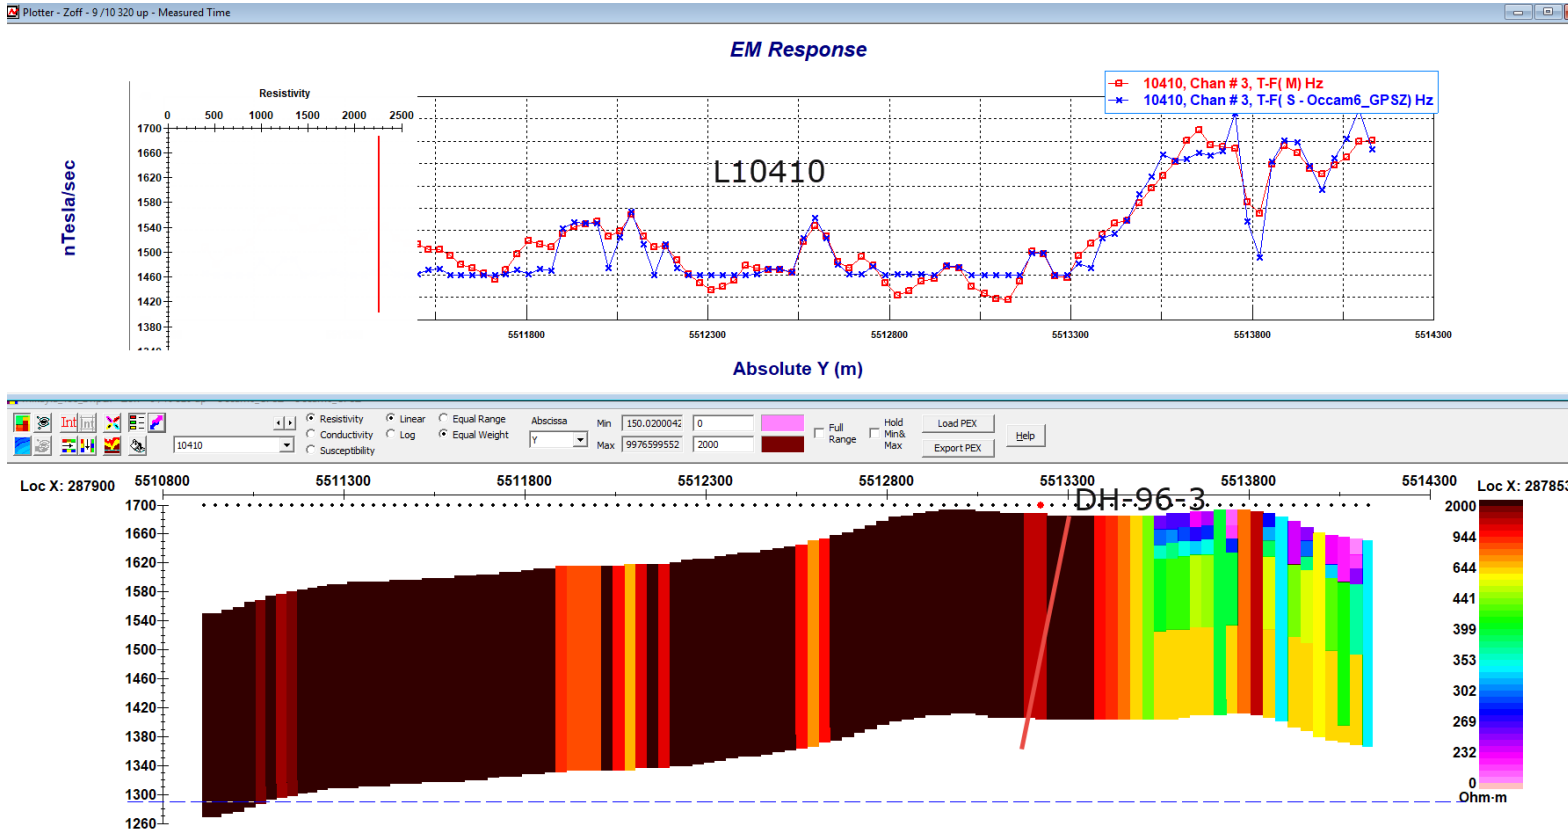 Plotter - Zoff - 9 /10 320 up - Measured Time
EM Response
10410, Chan # 3, T-F( M) Hz
10410, Chan # 3, T-F( S - Occam6_GPSZ) Hz
Resistivity
0 500 1000 1500 2000 2500
1700
1660
1620
1580
1540
1500
1460
1420
1380
nTesla/sec
L10410
5511800 5512300 5512800 5513300 5513800 5514300
Absolute Y (m)
Resistivity Linear Equal Range Abscissa Min 150.0200042 0 Full Range Hold Min& Max Load PEX
Int Int
10410
Conductivity Log Equal Weight Y Max 9976599552 2000 Export PEX Help
Susceptibility
Loc X: 287900 5510800 5511300 5511800 5512300 5512800 5513300 5513800 5514300 Loc X: 287853
DH-96-3
1700
1660
1620
1580
1540
1500
1460
1420
1380
1340
1300
1260
2000
944
644
441
399
353
302
269
232
0
Ohm·m